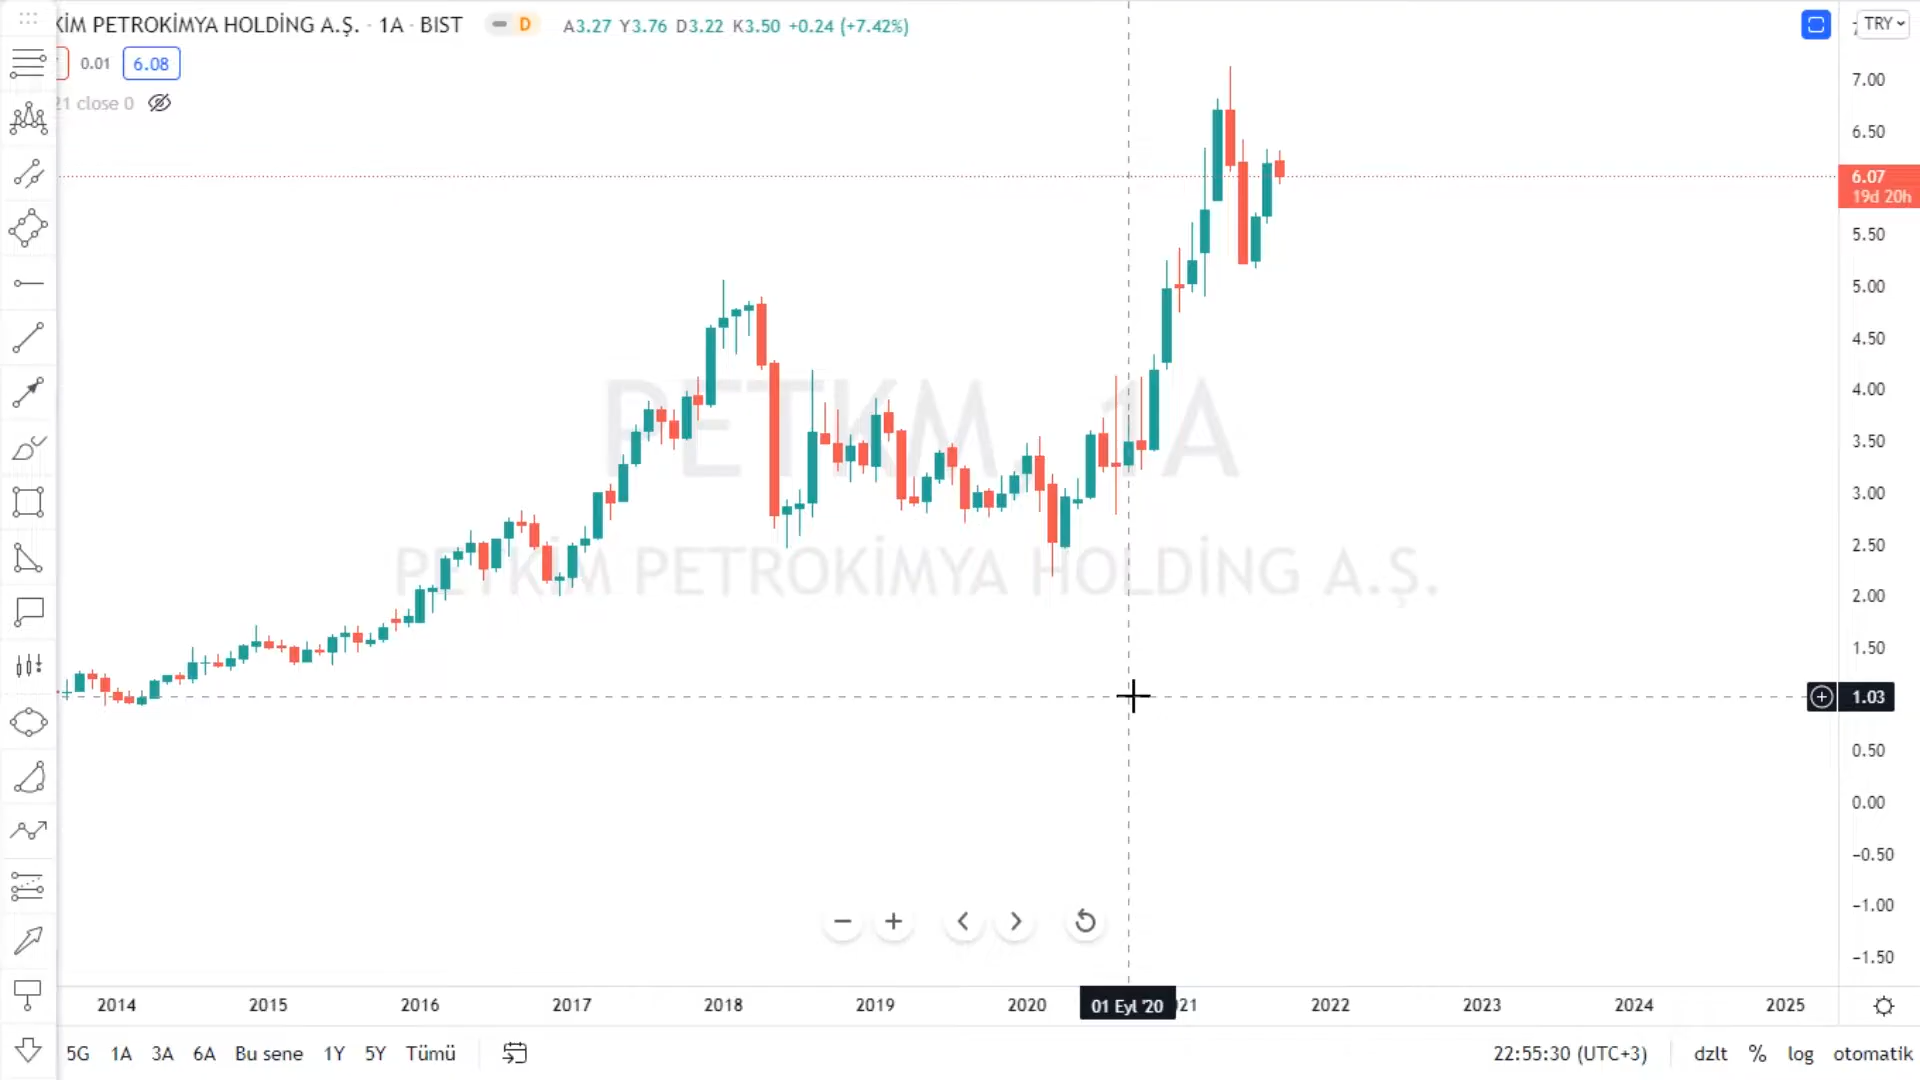 KİM PETROKİMYA HOLDİNG A.Ş. · 1A · BIST
D
A3.27 Y3.76 D3.22 K3.50 +0.24 (+7.42%)
TRY
0.01
6.08
21 close 0
7.00
6.50
6.07
19d 20h
5.50
5.00
4.50
4.00
3.50
3.00
2.50
2.00
1.50
1.03
0.50
0.00
−0.50
−1.00
−1.50
PETKM, 1A
PETKİM PETROKİMYA HOLDİNG A.Ş.
2014 2015 2016 2017 2018 2019 2020 01 Eyl '20 21 2022 2023 2024 2025
5G 1A 3A 6A Bu sene 1Y 5Y Tümü
22:55:30 (UTC+3) dzlt % log otomatik